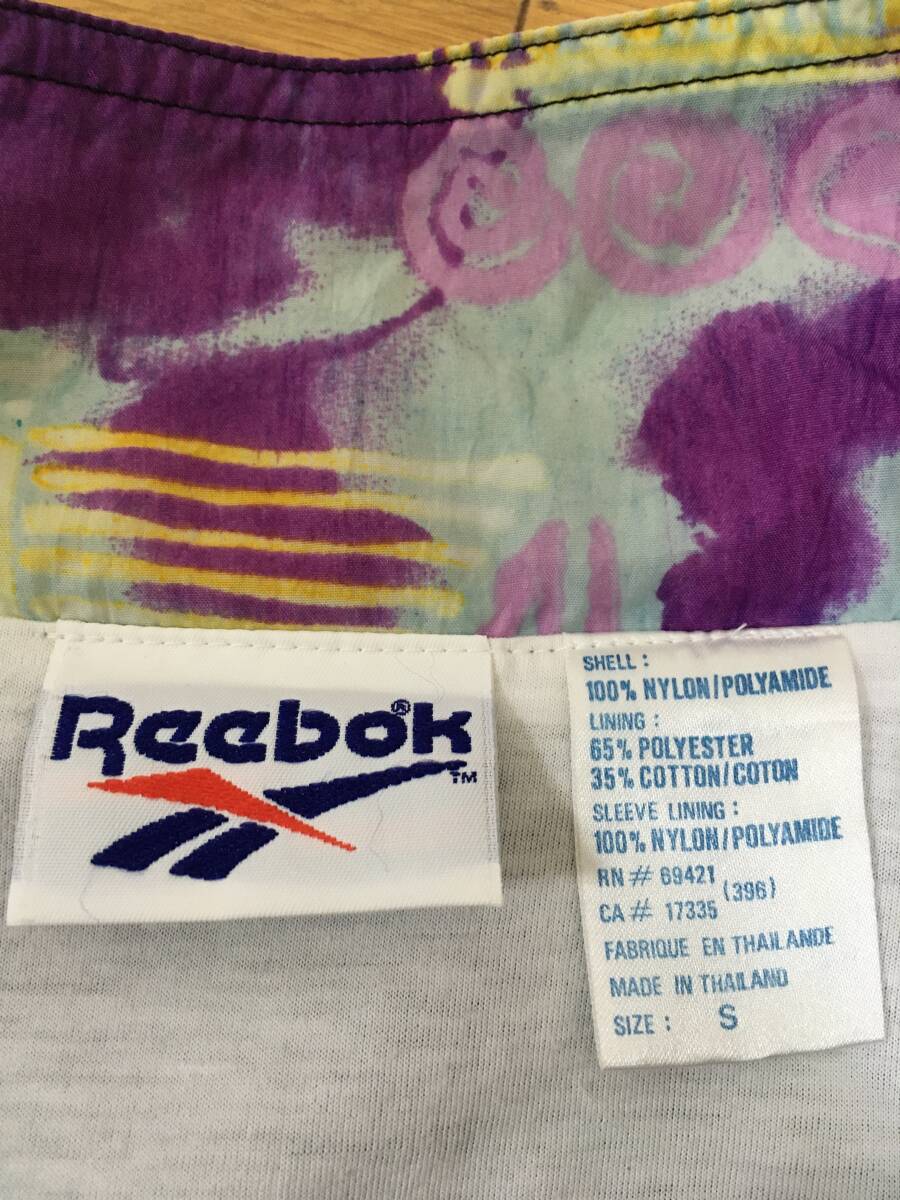 Reebok®
TM
SHELL :
100% NYLON/POLYAMIDE
LINING :
65% POLYESTER
35% COTTON/COTON
SLEEVE LINING :
100% NYLON/POLYAMIDE
RN # 69421
(396)
CA # 17335
FABRIQUE EN THAILANDE
MADE IN THAILAND
SIZE : S